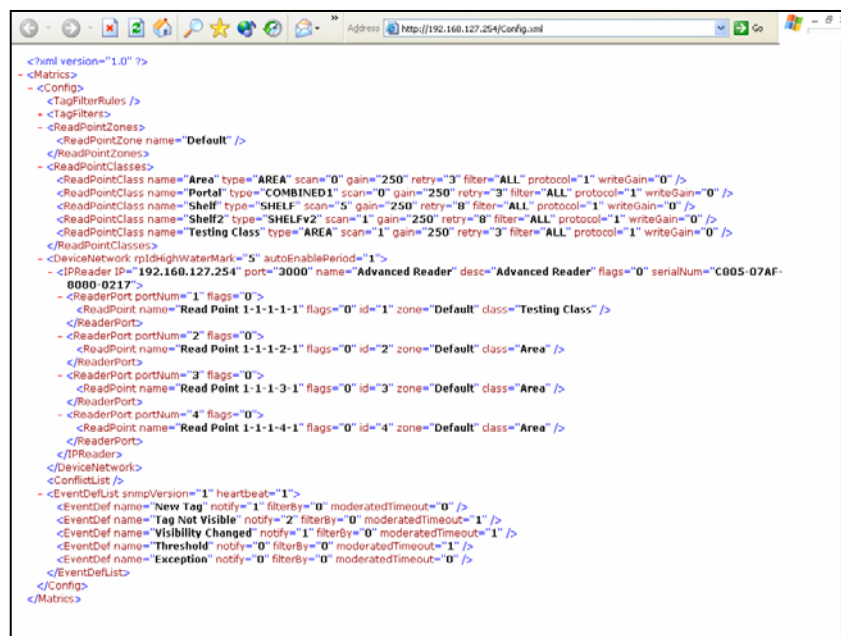 Address http://192.168.127.254/Config.xml Go
<?xml version="1.0" ?>
- <Matrics>
- <Config>
<TagFilterRules />
+ <TagFilters>
- <ReadPointZones>
<ReadPointZone name="Default" />
</ReadPointZones>
- <ReadPointClasses>
<ReadPointClass name="Area" type="AREA" scan="0" gain="250" retry="3" filter="ALL" protocol="1" writeGain="0" />
<ReadPointClass name="Portal" type="COMBINED1" scan="0" gain="250" retry="3" filter="ALL" protocol="1" writeGain="0" />
<ReadPointClass name="Shelf" type="SHELF" scan="5" gain="250" retry="8" filter="ALL" protocol="1" writeGain="0" />
<ReadPointClass name="Shelf2" type="SHELFv2" scan="1" gain="250" retry="8" filter="ALL" protocol="1" writeGain="0" />
<ReadPointClass name="Testing Class" type="AREA" scan="1" gain="250" retry="3" filter="ALL" protocol="1" writeGain="0" />
</ReadPointClasses>
- <DeviceNetwork rpIdHighWaterMark="5" autoEnablePeriod="1">
- <IPReader IP="192.168.127.254" port="3000" name="Advanced Reader" desc="Advanced Reader" flags="0" serialNum="C005-07AF-
8080-0217">
- <ReaderPort portNum="1" flags="0">
<ReadPoint name="Read Point 1-1-1-1-1" flags="0" id="1" zone="Default" class="Testing Class" />
</ReaderPort>
- <ReaderPort portNum="2" flags="0">
<ReadPoint name="Read Point 1-1-1-2-1" flags="0" id="2" zone="Default" class="Area" />
</ReaderPort>
- <ReaderPort portNum="3" flags="0">
<ReadPoint name="Read Point 1-1-1-3-1" flags="0" id="3" zone="Default" class="Area" />
</ReaderPort>
- <ReaderPort portNum="4" flags="0">
<ReadPoint name="Read Point 1-1-1-4-1" flags="0" id="4" zone="Default" class="Area" />
</ReaderPort>
</IPReader>
</DeviceNetwork>
<ConflictList />
- <EventDefList snmpVersion="1" heartbeat="1">
<EventDef name="New Tag" notify="1" filterBy="0" moderatedTimeout="0" />
<EventDef name="Tag Not Visible" notify="2" filterBy="0" moderatedTimeout="1" />
<EventDef name="Visibility Changed" notify="1" filterBy="0" moderatedTimeout="1" />
<EventDef name="Threshold" notify="0" filterBy="0" moderatedTimeout="1" />
<EventDef name="Exception" notify="0" filterBy="0" moderatedTimeout="0" />
</EventDefList>
</Config>
</Matrics>